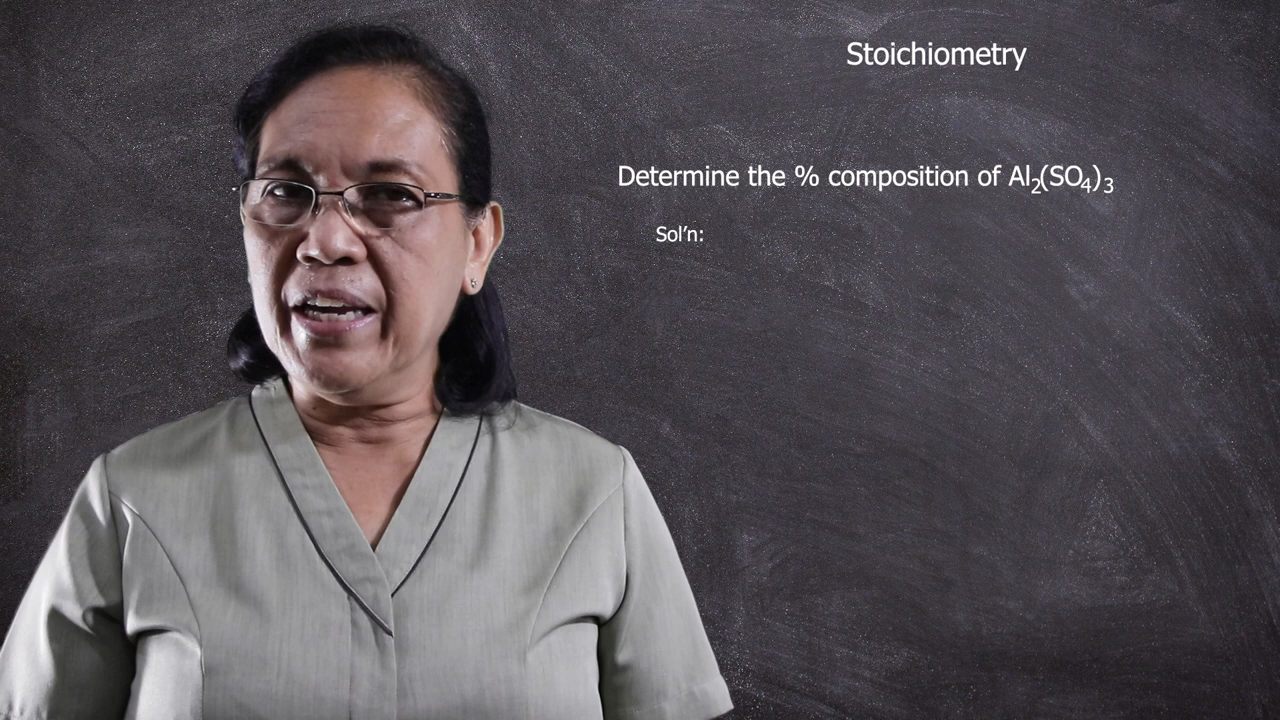 Stoichiometry
Determine the % composition of Al₂(SO₄)₃
Sol’n: